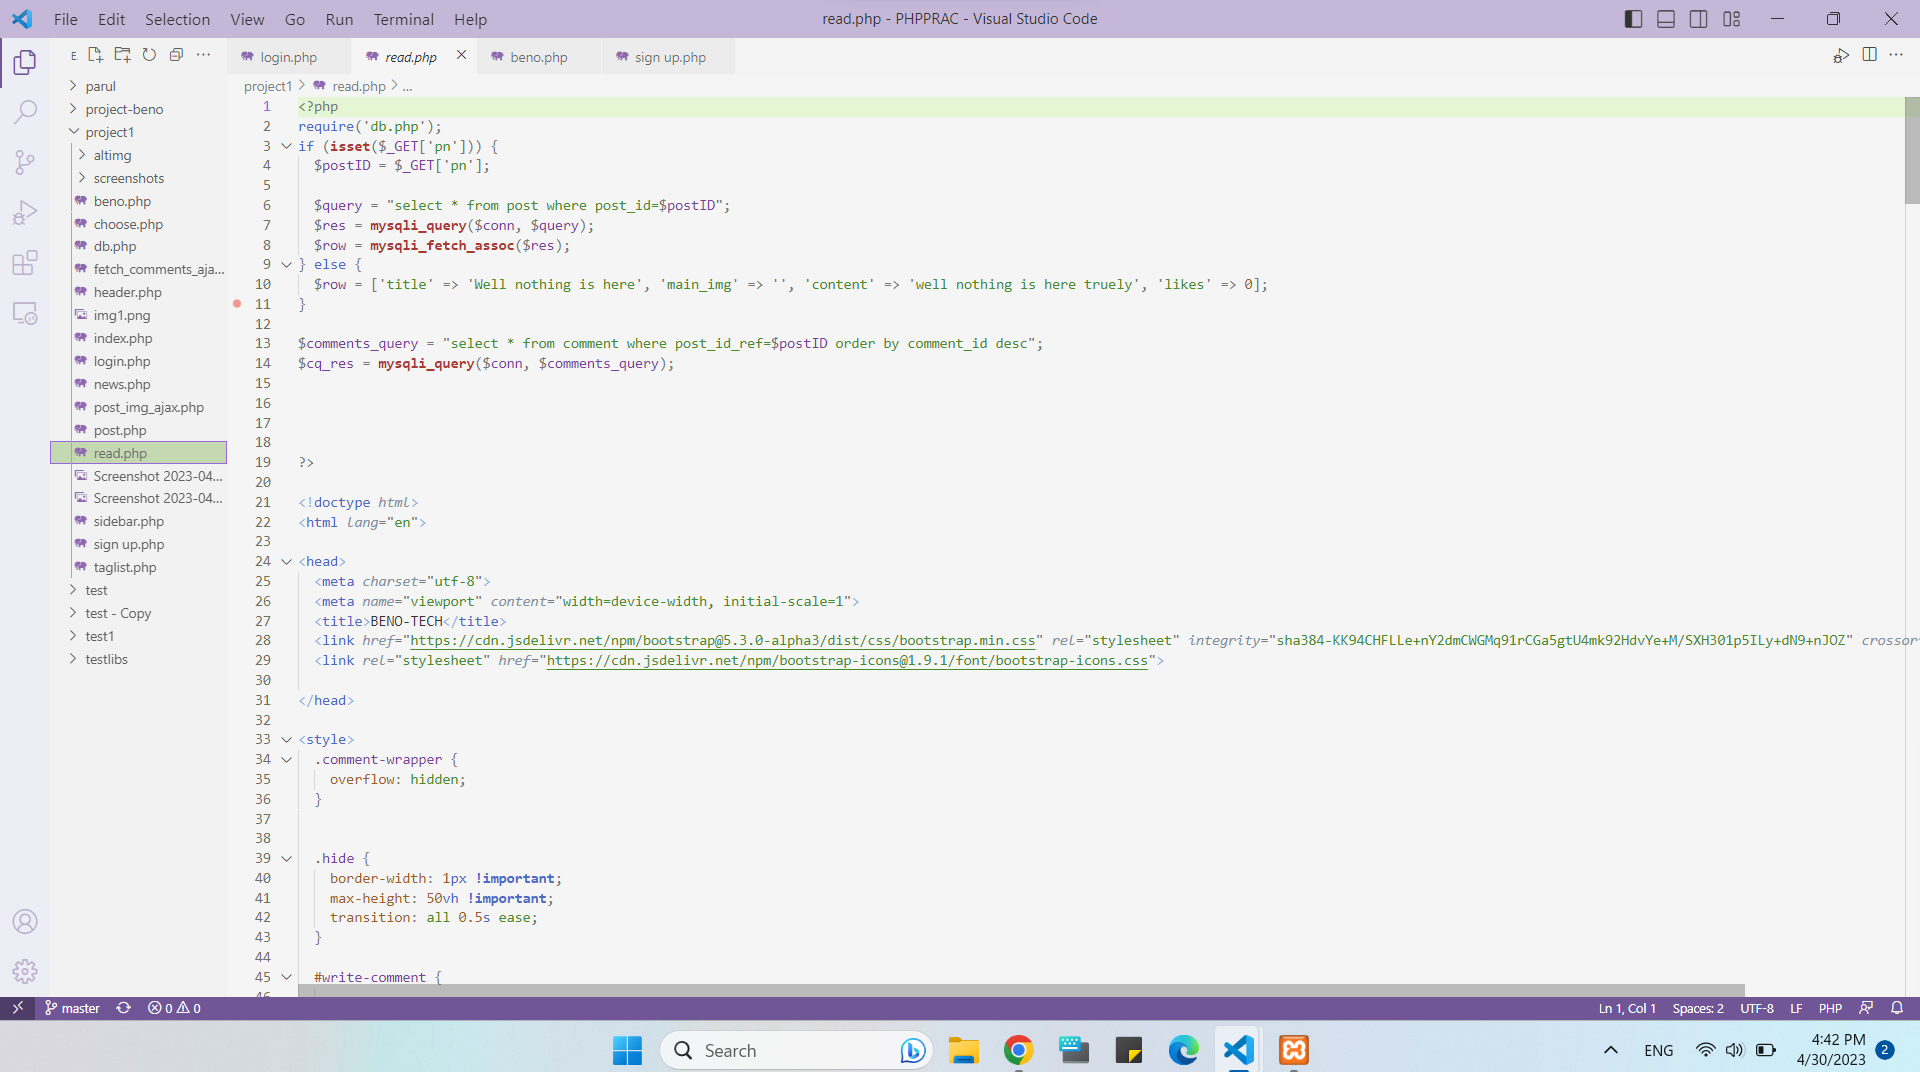 File Edit Selection View Go Run Terminal Help
read.php - PHPPRAC - Visual Studio Code
E
login.php
read.php
beno.php
sign up.php
project1 > read.php > ...
parul
project-beno
project1
altimg
screenshots
beno.php
choose.php
db.php
fetch_comments_aja...
header.php
img1.png
index.php
login.php
news.php
post_img_ajax.php
post.php
read.php
Screenshot 2023-04...
Screenshot 2023-04...
sidebar.php
sign up.php
taglist.php
test
test - Copy
test1
testlibs
1 <?php
2 require('db.php');
3 if (isset($_GET['pn'])) {
4 $postID = $_GET['pn'];
5
6 $query = "select * from post where post_id=$postID";
7 $res = mysqli_query($conn, $query);
8 $row = mysqli_fetch_assoc($res);
9 } else {
10 $row = ['title' => 'Well nothing is here', 'main_img' => '', 'content' => 'well nothing is here truely', 'likes' => 0];
11 }
12
13 $comments_query = "select * from comment where post_id_ref=$postID order by comment_id desc";
14 $cq_res = mysqli_query($conn, $comments_query);
15
16
17
18
19 ?>
20
21 <!doctype html>
22 <html lang="en">
23
24 <head>
25 <meta charset="utf-8">
26 <meta name="viewport" content="width=device-width, initial-scale=1">
27 <title>BENO-TECH</title>
28 <link href="https://cdn.jsdelivr.net/npm/bootstrap@5.3.0-alpha3/dist/css/bootstrap.min.css" rel="stylesheet" integrity="sha384-KK94CHFLLe+nY2dmCWGMq91rCGa5gtU4mk92HdvYe+M/SXH301p5ILy+dN9+nJOZ" crossor
29 <link rel="stylesheet" href="https://cdn.jsdelivr.net/npm/bootstrap-icons@1.9.1/font/bootstrap-icons.css">
30
31 </head>
32
33 <style>
34 .comment-wrapper {
35 overflow: hidden;
36 }
37
38
39 .hide {
40 border-width: 1px !important;
41 max-height: 50vh !important;
42 transition: all 0.5s ease;
43 }
44
45 #write-comment {
46
master 0 0
Ln 1, Col 1 Spaces: 2 UTF-8 LF PHP
Search
ENG
4:42 PM
4/30/2023
2